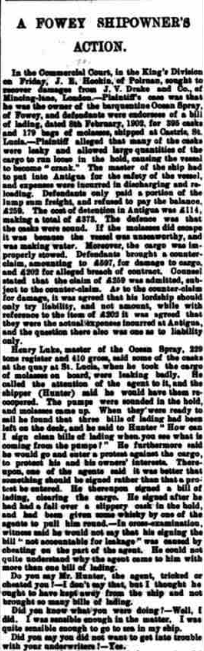 A FOWEY SHIPOWNER'S
ACTION.
In the Commercial Court, in the King's Division
on Friday, J. E. Hockin, of Polruan, sought to
recover damages from J. V. Drake and Co., of
Mincing-lane, London.—Plaintiff's case was that
he was the owner of the barquentine Ocean Spray,
of Fowey, and defendants were endorsees of a bill
of lading, dated 8th February, 1902, for 395 casks
and 179 bags of molasses, shipped at Castris, St.
Lucia.—Plaintiff alleged that many of the casks
were leaky and allowed large quantities of the
cargo to run loose in the hold, causing the vessel
to become "crank." The master of the ship had
to put into Antigua for the safety of the vessel,
and expenses were incurred in discharging and re-
loading. Defendants only paid a portion of the
lump sum freight, and refused to pay the balance,
£259. The cost of detention in Antigua was £114,
making a total of £373. The defence was that
the casks were sound. If the molasses did escape
it was because the vessel was unseaworthy, and
was making water. Moreover, the cargo was im-
properly stowed. Defendants brought a counter-
claim, amounting to £597, for damage to cargo,
and £202 for alleged breach of contract. Counsel
stated that the claim of £259 was admitted, sub-
ject to the counter-claim. As to the counter-claim
for damage, it was agreed that his lordship should
only try liability, and not amount, while with
reference to the item of £202 it was agreed that
they were the actual expenses incurred at Antigua,
and the question there also was one as to liability
only.
Henry Luke, master of the Ocean Spray, 229
tons register and 410 gross, said some of the casks
at the quay at St. Lucia, when he took the cargo
of molasses on board, were leaking badly. He
called the attention of the agent to it, and the
shipper (Hunter) said he would have them re-
coopered. The pumps were sounded in the hold,
and molasses came up. When they were ready to
sail he found that three bills of lading had been
left on the desk, and he said to Hunter "How can
I sign clean bills of lading when you see what is
coming from the pumps?" He furthermore said
he would go and enter a protest against the cargo,
to protect his and his owner's interests. There-
upon, one of the agents said it was better that
something should be signed rather than that a pro-
test be entered. He thereupon signed a bill of
lading, clearing the cargo. He signed after he
had had a fall over a slippery cask in the hold,
and had been given some whisky by one of the
agents to pull him round.—In cross-examination,
witness said he would not say that his signing the
bill "not accountable for leakage" was caused by
cheating on the part of the agent. He could not
quite understand why the agent came to him with
more than one bill of lading.
Do you say Mr. Hunter, the agent, tricked or
cheated you?—I don't say that, but I thought he
ought to have kept away from the ship and not
brought so many bills of lading.
Did you know what you were doing?—Well, I
did. I was sensible enough in the matter, I was
quite sensible enough to go to sea in my ship.
Did you say you did not want to get into trouble
with your underwriters?—Yes.